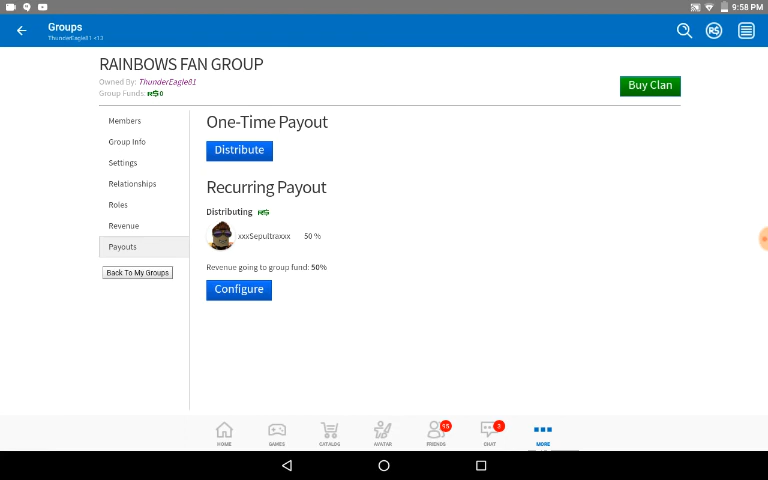 9:58 PM
Groups
ThunderEagle81 <13
R$
RAINBOWS FAN GROUP
Owned By: ThunderEagle81
Group Funds: R$0
Buy Clan
Members
Group Info
Settings
Relationships
Roles
Revenue
Payouts
Back To My Groups
One-Time Payout
Distribute
Recurring Payout
Distributing R$
xxxSepultraxxx 50 %
Revenue going to group fund: 50%
Configure
HOME
GAMES
CATALOG
AVATAR
FRIENDS
CHAT
MORE